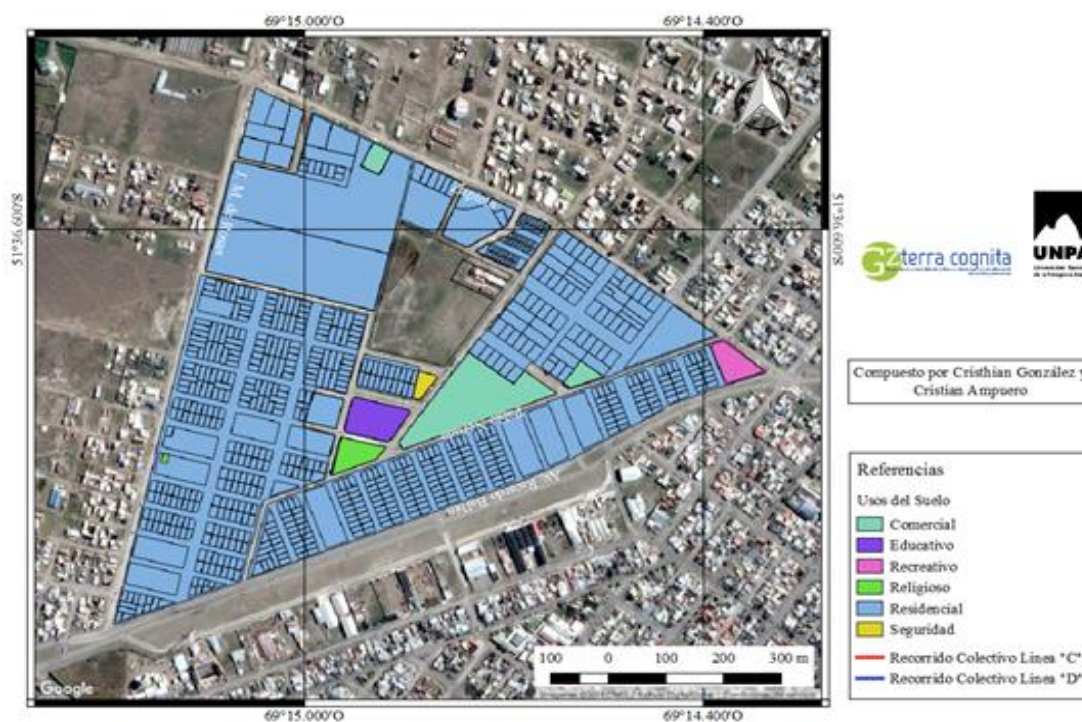 69°15.000'O
69°14.400'O
51°36.600'S
51°36.600'S
J. M. de Rosas
terra cognita
UNPA
Compuesto por Cristhian González y
Cristian Ampuero
Referencias
Usos del Suelo
Comercial
Educativo
Recreativo
Religioso
Residencial
Seguridad
Recorrido Colectivo Linea "C"
Recorrido Colectivo Linea "D"
100 0 100 200 300 m
Google
69°15.000'O
69°14.400'O